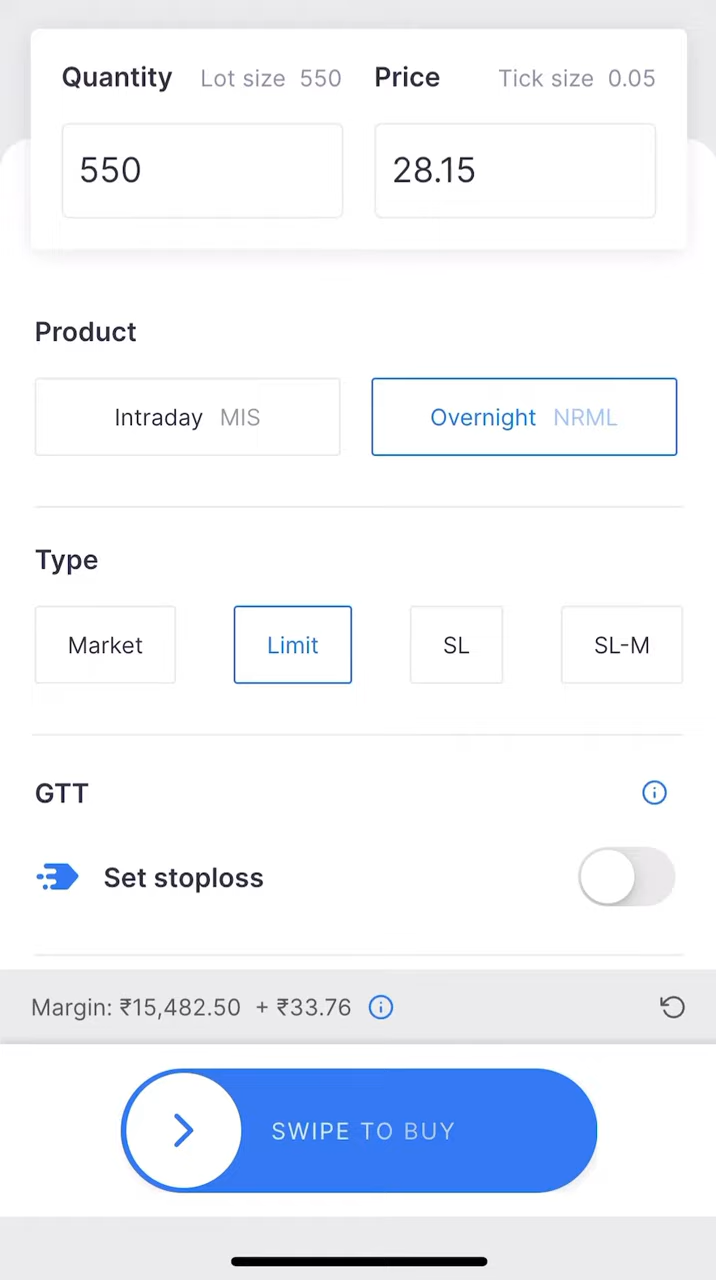 Quantity Lot size 550 Price Tick size 0.05
550 28.15
Product
Intraday MIS Overnight NRML
Type
Market Limit SL SL-M
GTT
Set stoploss
Margin: ₹15,482.50 + ₹33.76
SWIPE TO BUY